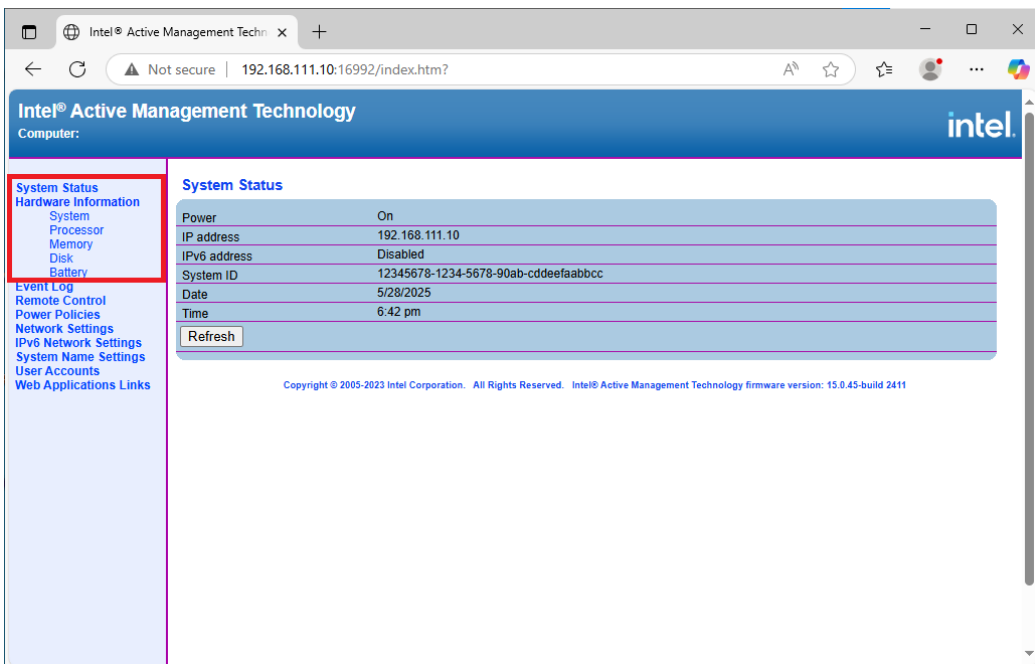 Intel® Active Management Techn
Not secure | 192.168.111.10:16992/index.htm?
Intel® Active Management Technology
Computer:
intel.
System Status
Hardware Information
System
Processor
Memory
Disk
Battery
Event Log
Remote Control
Power Policies
Network Settings
IPv6 Network Settings
System Name Settings
User Accounts
Web Applications Links
System Status
Power On
IP address 192.168.111.10
IPv6 address Disabled
System ID 12345678-1234-5678-90ab-cddeefaabbcc
Date 5/28/2025
Time 6:42 pm
Refresh
Copyright © 2005-2023 Intel Corporation. All Rights Reserved. Intel® Active Management Technology firmware version: 15.0.45-build 2411